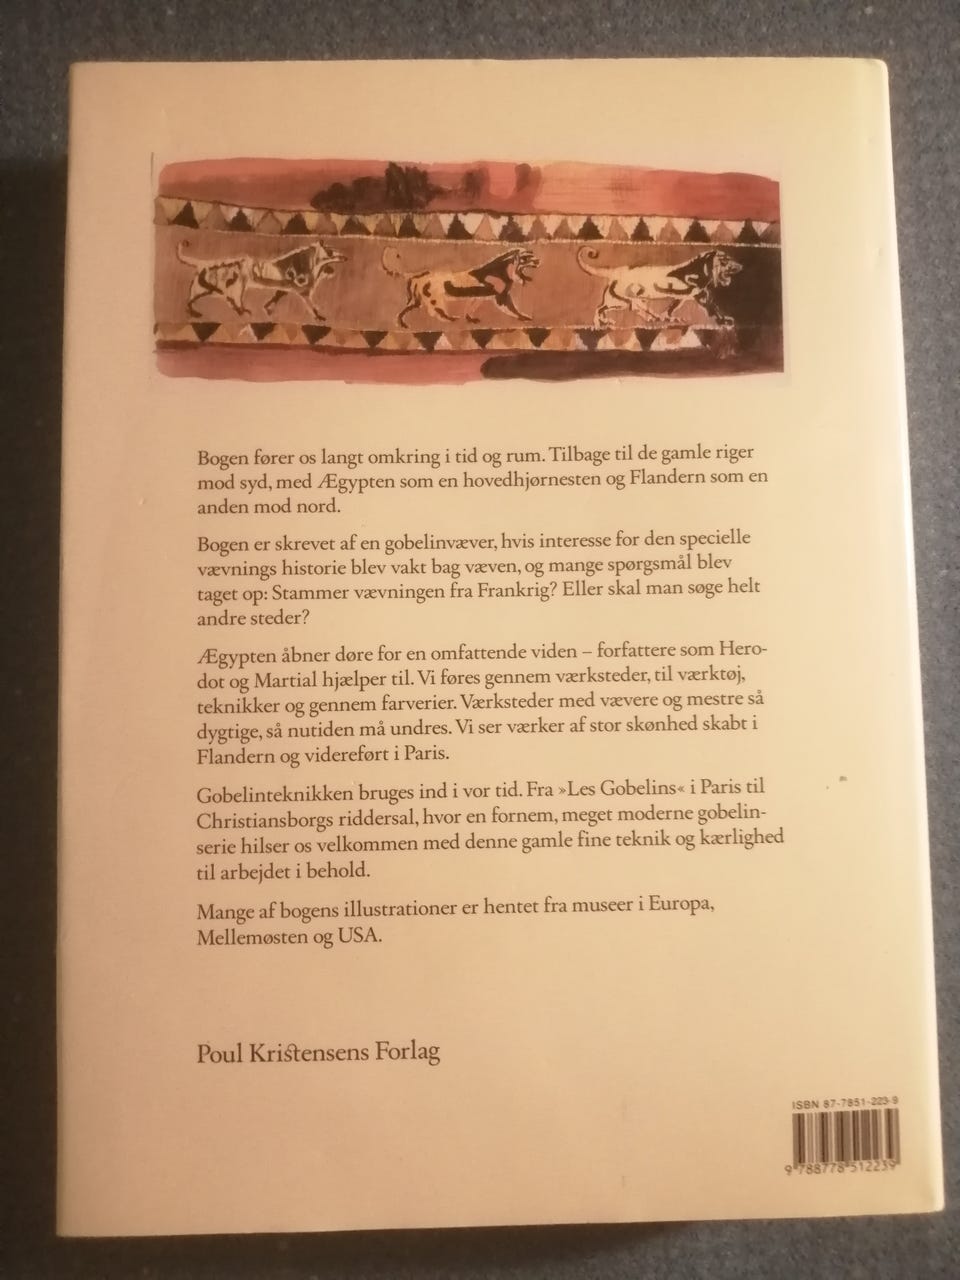 Bogen fører os langt omkring i tid og rum. Tilbage til de gamle riger
mod syd, med Ægypten som en hovedhjørnesten og Flandern som en
anden mod nord.
Bogen er skrevet af en gobelinvæver, hvis interesse for den specielle
vævnings historie blev vakt bag væven, og mange spørgsmål blev
taget op: Stammer vævningen fra Frankrig? Eller skal man søge helt
andre steder?
Ægypten åbner døre for en omfattende viden – forfattere som Hero-
dot og Martial hjælper til. Vi føres gennem værksteder, til værktøj,
teknikker og gennem farverier. Værksteder med vævere og mestre så
dygtige, så nutiden må undres. Vi ser værker af stor skønhed skabt i
Flandern og videreført i Paris.
Gobelinteknikken bruges ind i vor tid. Fra »Les Gobelins« i Paris til
Christiansborgs riddersal, hvor en fornem, meget moderne gobelin-
serie hilser os velkommen med denne gamle fine teknik og kærlighed
til arbejdet i behold.
Mange af bogens illustrationer er hentet fra museer i Europa,
Mellemøsten og USA.
Poul Kristensens Forlag
ISBN 87-7851-223-9
9 788778 512239